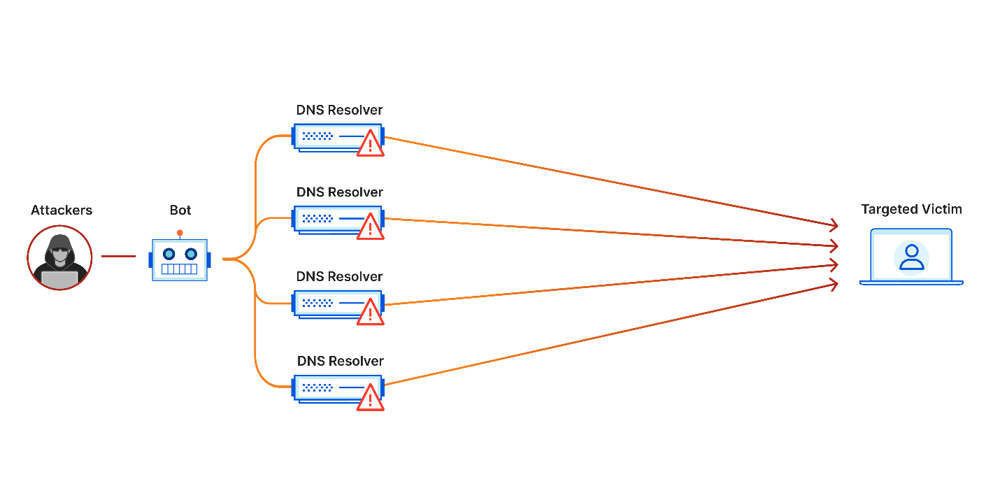 Attackers
Bot
DNS Resolver
DNS Resolver
DNS Resolver
DNS Resolver
Targeted Victim